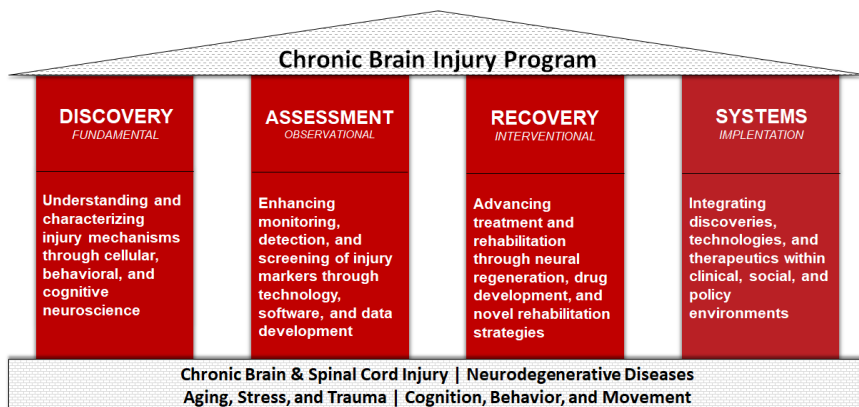 Chronic Brain Injury Program
DISCOVERY
FUNDAMENTAL
Understanding and
characterizing
injury mechanisms
through cellular,
behavioral, and
cognitive
neuroscience
ASSESSMENT
OBSERVATIONAL
Enhancing
monitoring,
detection, and
screening of injury
markers through
technology,
software, and data
development
RECOVERY
INTERVENTIONAL
Advancing
treatment and
rehabilitation
through neural
regeneration, drug
development, and
novel rehabilitation
strategies
SYSTEMS
IMPLENTATION
Integrating
discoveries,
technologies, and
therapeutics within
clinical, social, and
policy
environments
Chronic Brain & Spinal Cord Injury | Neurodegenerative Diseases
Aging, Stress, and Trauma | Cognition, Behavior, and Movement